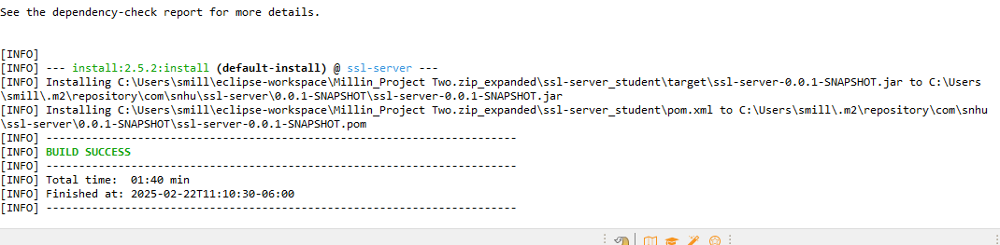 See the dependency-check report for more details.
[INFO]
[INFO] --- install:2.5.2:install (default-install) @ ssl-server ---
[INFO] Installing C:\Users\smill\eclipse-workspace\Millin_Project Two.zip_expanded\ssl-server_student\target\ssl-server-0.0.1-SNAPSHOT.jar to C:\Users
\smill\.m2\repository\com\snhu\ssl-server\0.0.1-SNAPSHOT\ssl-server-0.0.1-SNAPSHOT.jar
[INFO] Installing C:\Users\smill\eclipse-workspace\Millin_Project Two.zip_expanded\ssl-server_student\pom.xml to C:\Users\smill\.m2\repository\com\snhu
\ssl-server\0.0.1-SNAPSHOT\ssl-server-0.0.1-SNAPSHOT.pom
[INFO] ------------------------------------------------------------------------
[INFO] BUILD SUCCESS
[INFO] ------------------------------------------------------------------------
[INFO] Total time:  01:40 min
[INFO] Finished at: 2025-02-22T11:10:30-06:00
[INFO] ------------------------------------------------------------------------